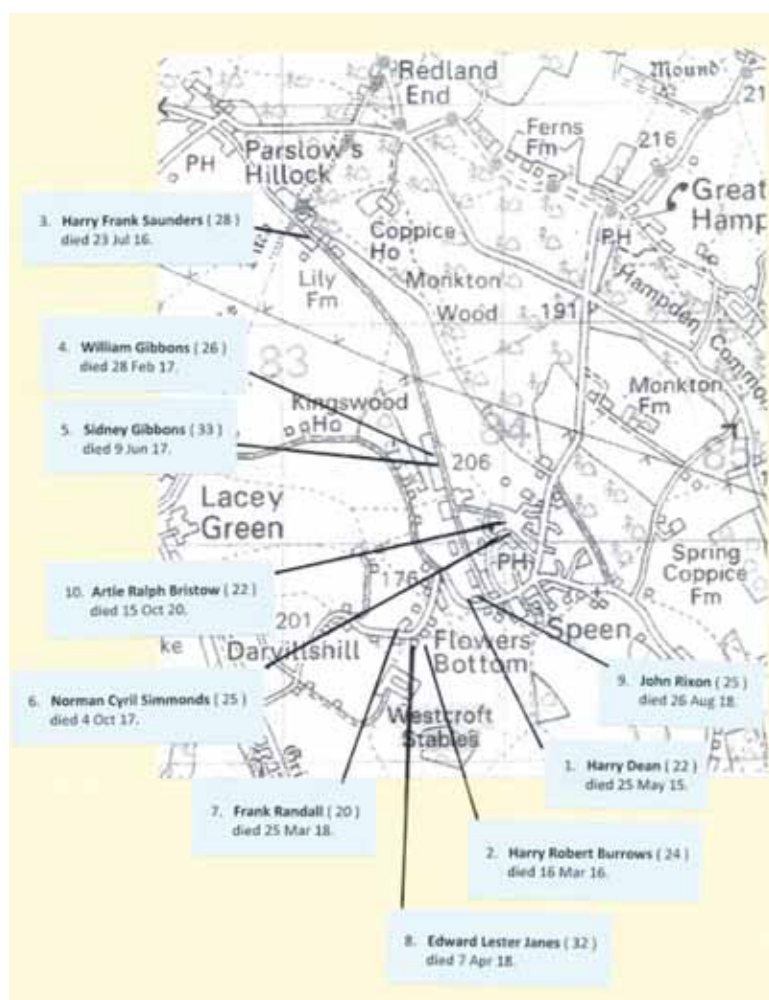 Redland
End
Mound
21
Ferns
Fm
216
PH
Parslow's
Hillock
Great
Hamp
PH
3. Harry Frank Saunders ( 28 )
died 23 Jul 16.
Coppice
Ho
Lily
Fm
Monkton
Wood
191
Hampden
Common
4. William Gibbons ( 26 )
died 28 Feb 17.
83
Monkton
Fm
Kingswood
Ho
84
5. Sidney Gibbons ( 33 )
died 9 Jun 17.
206
Lacey
Green
PH
Spring
Coppice
Fm
10. Artie Ralph Bristow ( 22 )
died 15 Oct 20.
176
201
ke
Darvillshill
Flowers
Bottom
Speen
6. Norman Cyril Simmonds ( 25 )
died 4 Oct 17.
9. John Rixon ( 25 )
died 26 Aug 18.
Westcroft
Stables
1. Harry Dean ( 22 )
died 25 May 15.
7. Frank Randall ( 20 )
died 25 Mar 18.
2. Harry Robert Burrows ( 24 )
died 16 Mar 16.
8. Edward Lester Janes ( 32 )
died 7 Apr 18.